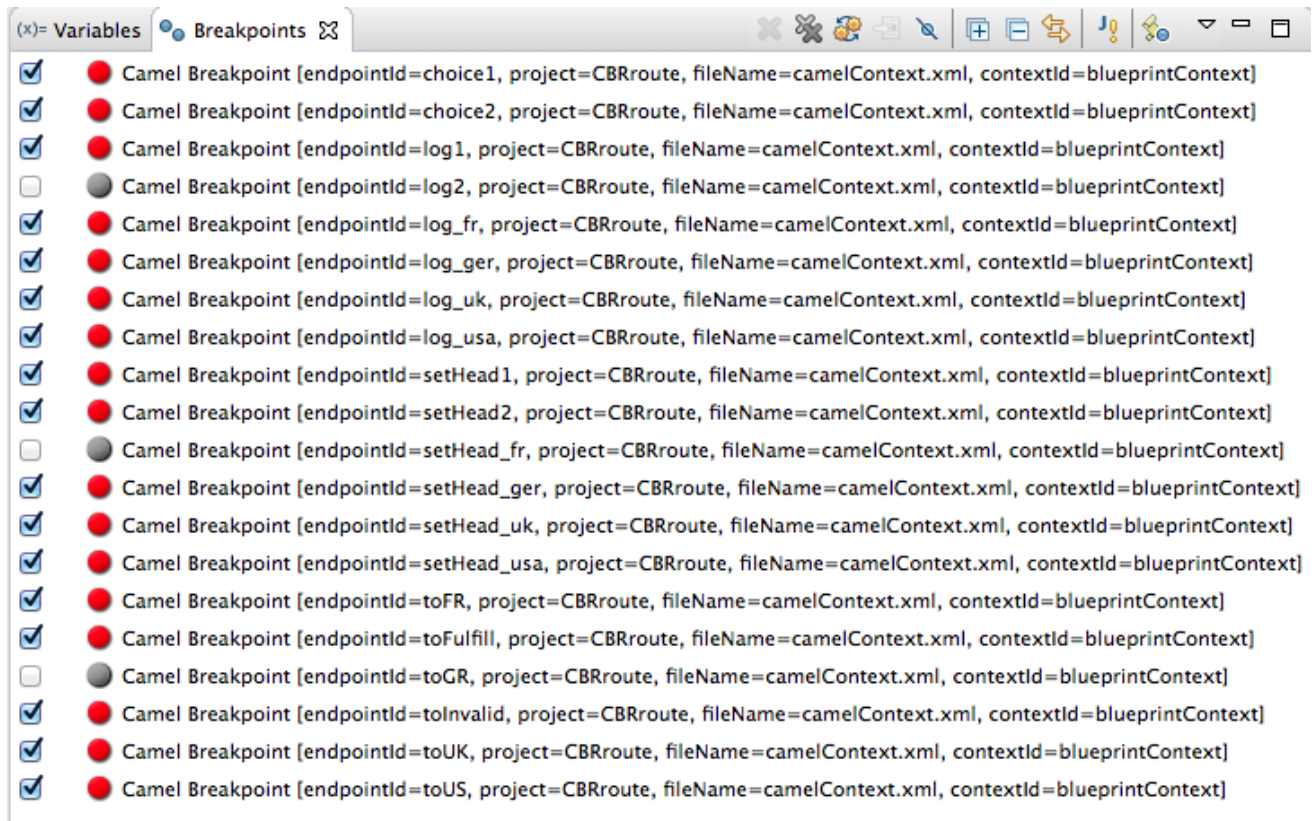 (x)= Variables Breakpoints
Camel Breakpoint [endpointId=choice1, project=CBRroute, fileName=camelContext.xml, contextId=blueprintContext]
Camel Breakpoint [endpointId=choice2, project=CBRroute, fileName=camelContext.xml, contextId=blueprintContext]
Camel Breakpoint [endpointId=log1, project=CBRroute, fileName=camelContext.xml, contextId=blueprintContext]
Camel Breakpoint [endpointId=log2, project=CBRroute, fileName=camelContext.xml, contextId=blueprintContext]
Camel Breakpoint [endpointId=log_fr, project=CBRroute, fileName=camelContext.xml, contextId=blueprintContext]
Camel Breakpoint [endpointId=log_ger, project=CBRroute, fileName=camelContext.xml, contextId=blueprintContext]
Camel Breakpoint [endpointId=log_uk, project=CBRroute, fileName=camelContext.xml, contextId=blueprintContext]
Camel Breakpoint [endpointId=log_usa, project=CBRroute, fileName=camelContext.xml, contextId=blueprintContext]
Camel Breakpoint [endpointId=setHead1, project=CBRroute, fileName=camelContext.xml, contextId=blueprintContext]
Camel Breakpoint [endpointId=setHead2, project=CBRroute, fileName=camelContext.xml, contextId=blueprintContext]
Camel Breakpoint [endpointId=setHead_fr, project=CBRroute, fileName=camelContext.xml, contextId=blueprintContext]
Camel Breakpoint [endpointId=setHead_ger, project=CBRroute, fileName=camelContext.xml, contextId=blueprintContext]
Camel Breakpoint [endpointId=setHead_uk, project=CBRroute, fileName=camelContext.xml, contextId=blueprintContext]
Camel Breakpoint [endpointId=setHead_usa, project=CBRroute, fileName=camelContext.xml, contextId=blueprintContext]
Camel Breakpoint [endpointId=toFR, project=CBRroute, fileName=camelContext.xml, contextId=blueprintContext]
Camel Breakpoint [endpointId=toFulfill, project=CBRroute, fileName=camelContext.xml, contextId=blueprintContext]
Camel Breakpoint [endpointId=toGR, project=CBRroute, fileName=camelContext.xml, contextId=blueprintContext]
Camel Breakpoint [endpointId=toInvalid, project=CBRroute, fileName=camelContext.xml, contextId=blueprintContext]
Camel Breakpoint [endpointId=toUK, project=CBRroute, fileName=camelContext.xml, contextId=blueprintContext]
Camel Breakpoint [endpointId=toUS, project=CBRroute, fileName=camelContext.xml, contextId=blueprintContext]